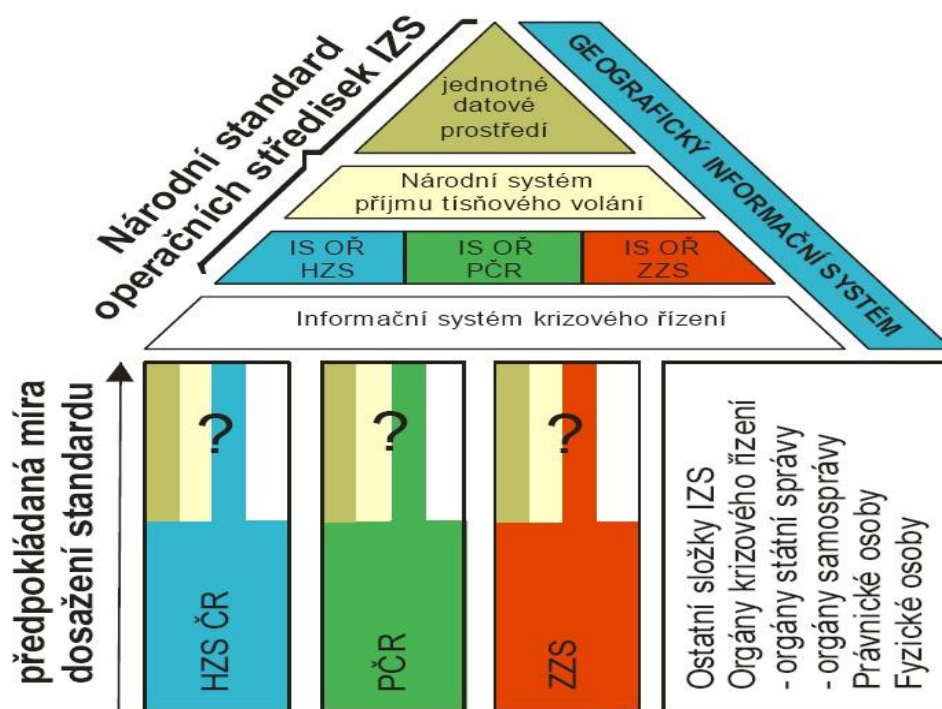 Národní standard
operačních středisek IZS
GEOGRAFICKÝ INFORMAČNÍ SYSTÉM
jednotné
datové
prostředí
Národní systém
příjmu tísňového volání
IS OŘ
HZS
IS OŘ
PČR
IS OŘ
ZZS
Informační systém krizového řízení
předpokládaná míra
dosažení standardu
?
HZS ČR
?
PČR
?
ZZS
Ostatní složky IZS
Orgány krizového řízení
- orgány státní správy
- orgány samosprávy
Právnické osoby
Fyzické osoby